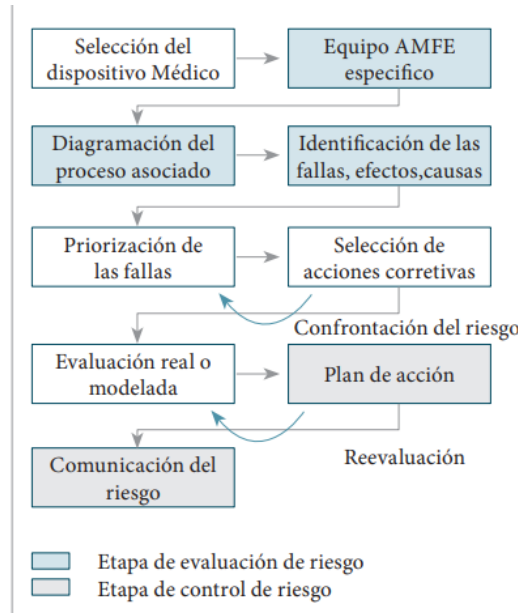 Selección del
dispositivo Médico
Equipo AMFE
especifico
Diagramación del
proceso asociado
Identificación de las
fallas, efectos,causas
Priorización de
las fallas
Selección de
acciones corretivas
Confrontación del riesgo
Evaluación real o
modelada
Plan de acción
Reevaluación
Comunicación del
riesgo
Etapa de evaluación de riesgo
Etapa de control de riesgo